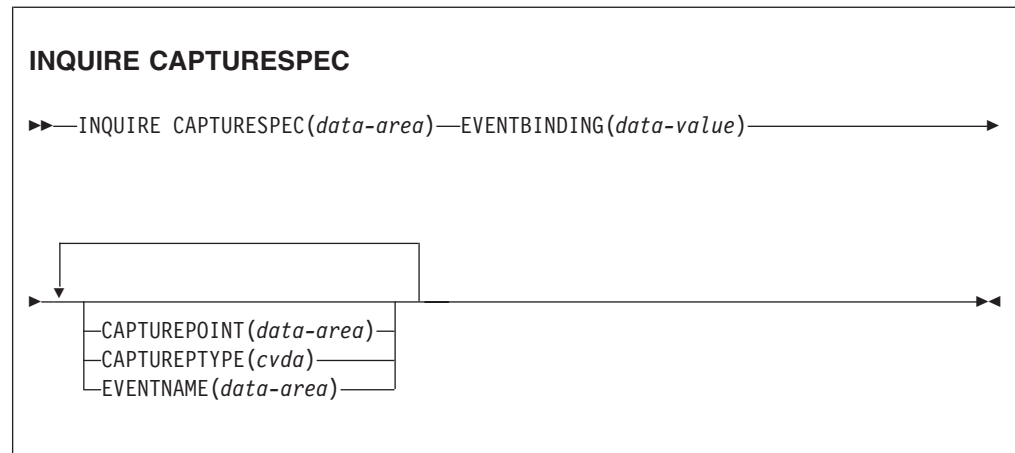 INQUIRE CAPTURESPEC
INQUIRE CAPTURESPEC(data-area) EVENTBINDING(data-value)
CAPTUREPOINT(data-area)
CAPTUREPTYPE(cvda)
EVENTNAME(data-area)